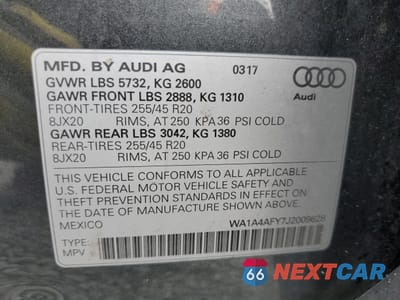 MFD. BY AUDI AG 0317
GVWR LBS 5732, KG 2600
GAWR FRONT LBS 2888, KG 1310
FRONT-TIRES 255/45 R20
8JX20 RIMS, AT 250 KPA 36 PSI COLD
GAWR REAR LBS 3042, KG 1380
REAR-TIRES 255/45 R20
8JX20 RIMS, AT 250 KPA 36 PSI COLD
Audi
THIS VEHICLE CONFORMS TO ALL APPLICABLE
U.S. FEDERAL MOTOR VEHICLE SAFETY, BUMPER,
AND THEFT PREVENTION STANDARDS IN EFFECT ON
THE DATE OF MANUFACTURE SHOWN ABOVE.
MEXICO WA1A4AFY7J2009628
TYPE:
MPV
66 NEXTCAR